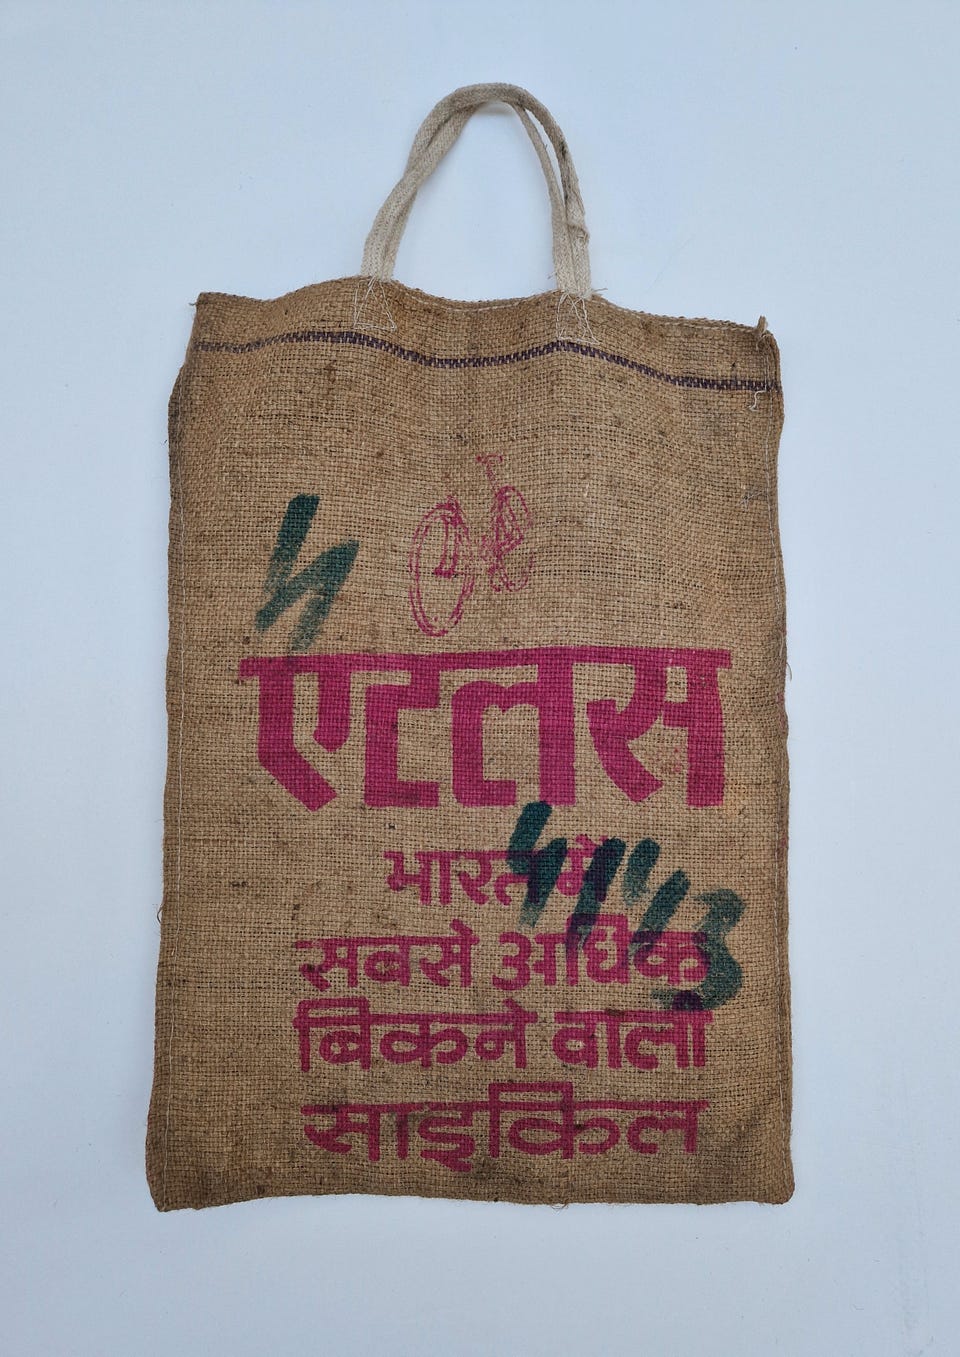 एटलस
भारत में
सबसे अधिक
बिकने वाली
साइकिल